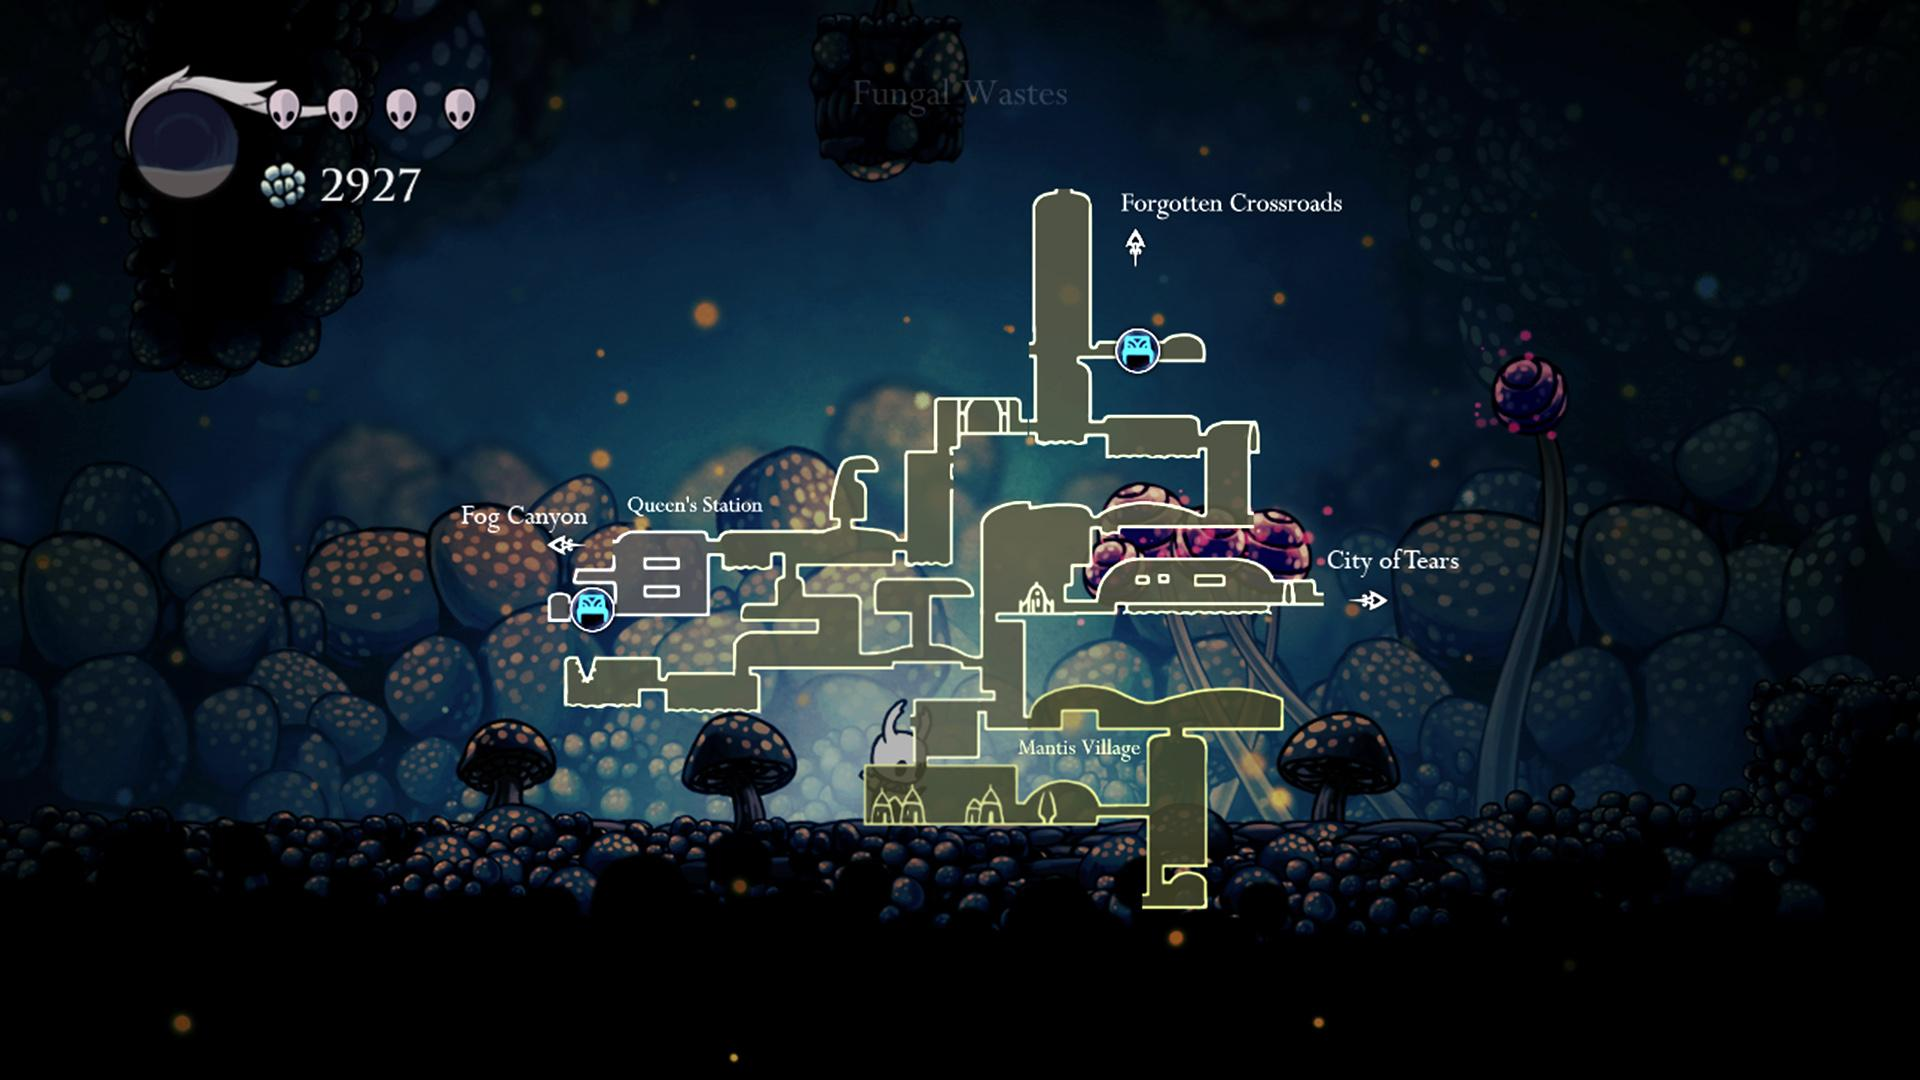 Fungal Wastes
2927
Forgotten Crossroads
Queen's Station
Fog Canyon
City of Tears
Mantis Village